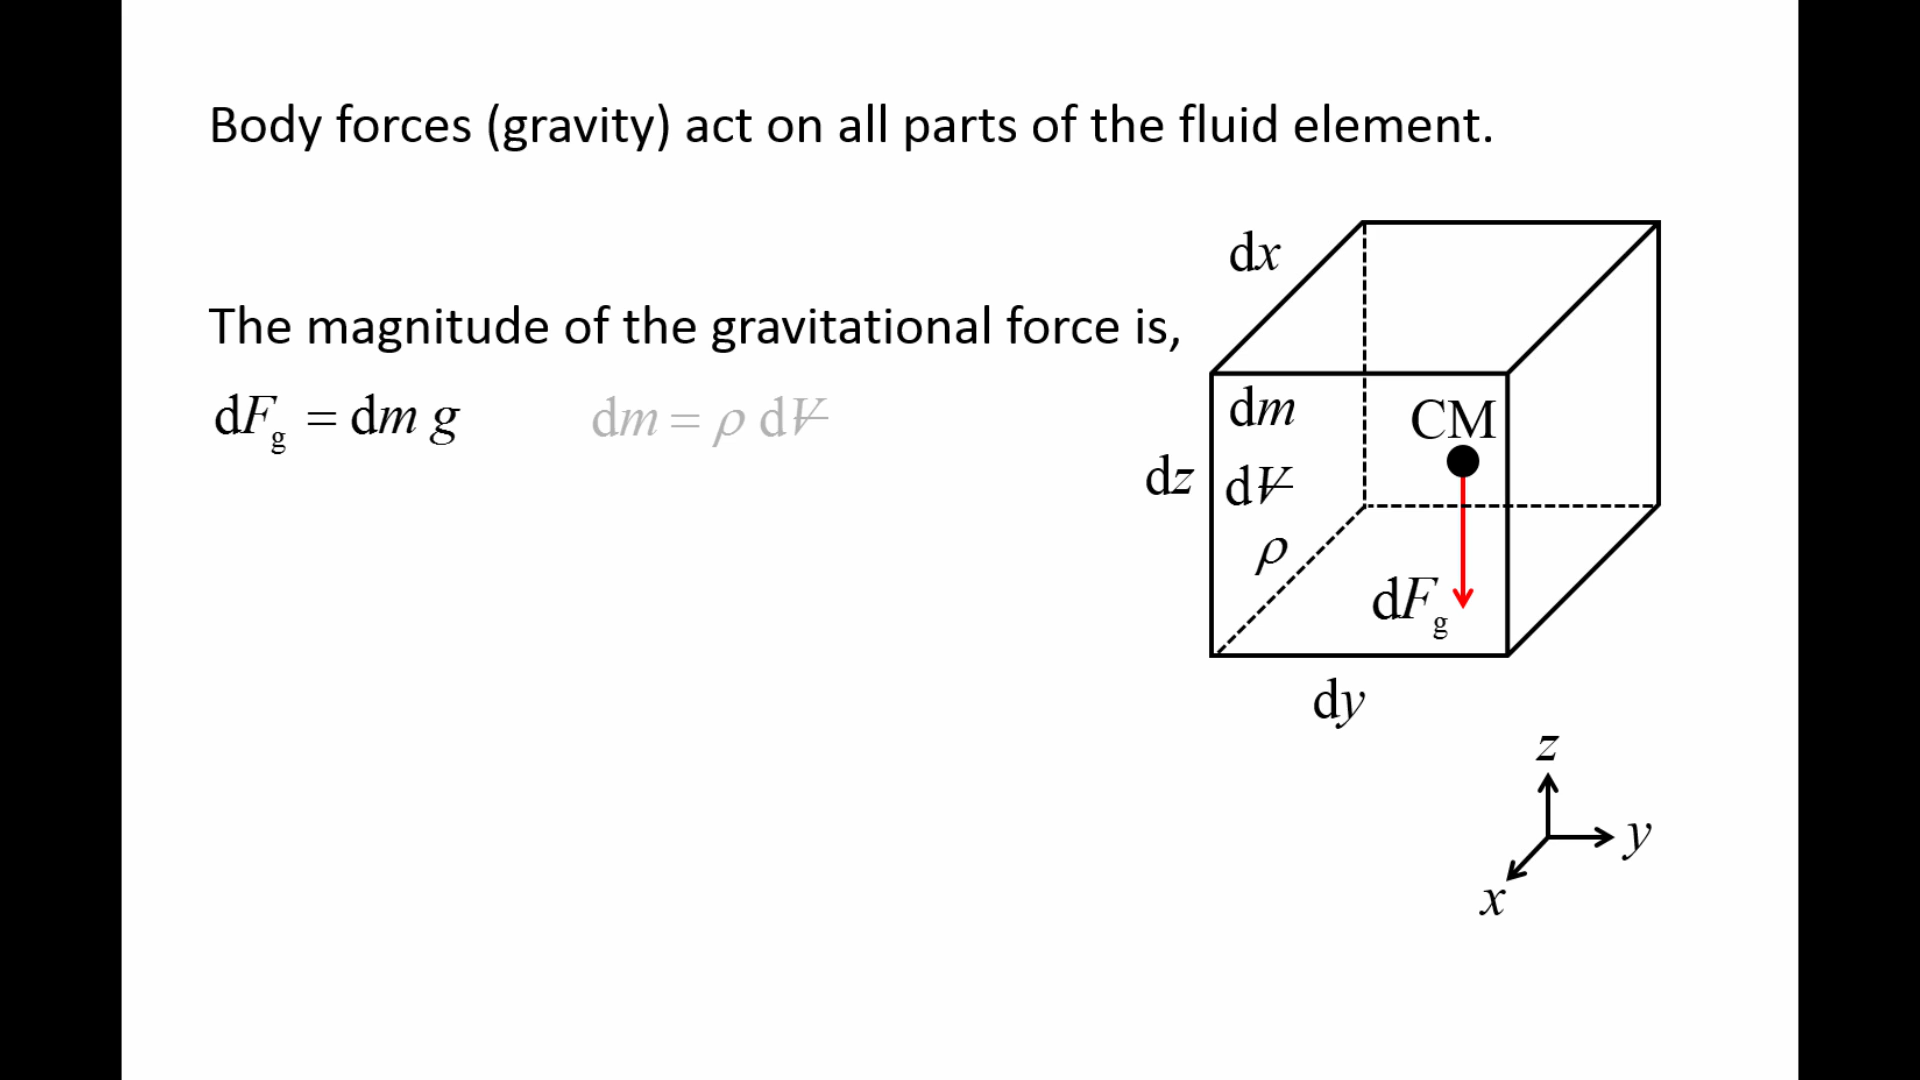 Body forces (gravity) act on all parts of the fluid element.
The magnitude of the gravitational force is,
dF_g = dm g
dm = ρ dV̶
dx
dm
CM
dz
dV̶
ρ
dF_g
dy
z
y
x